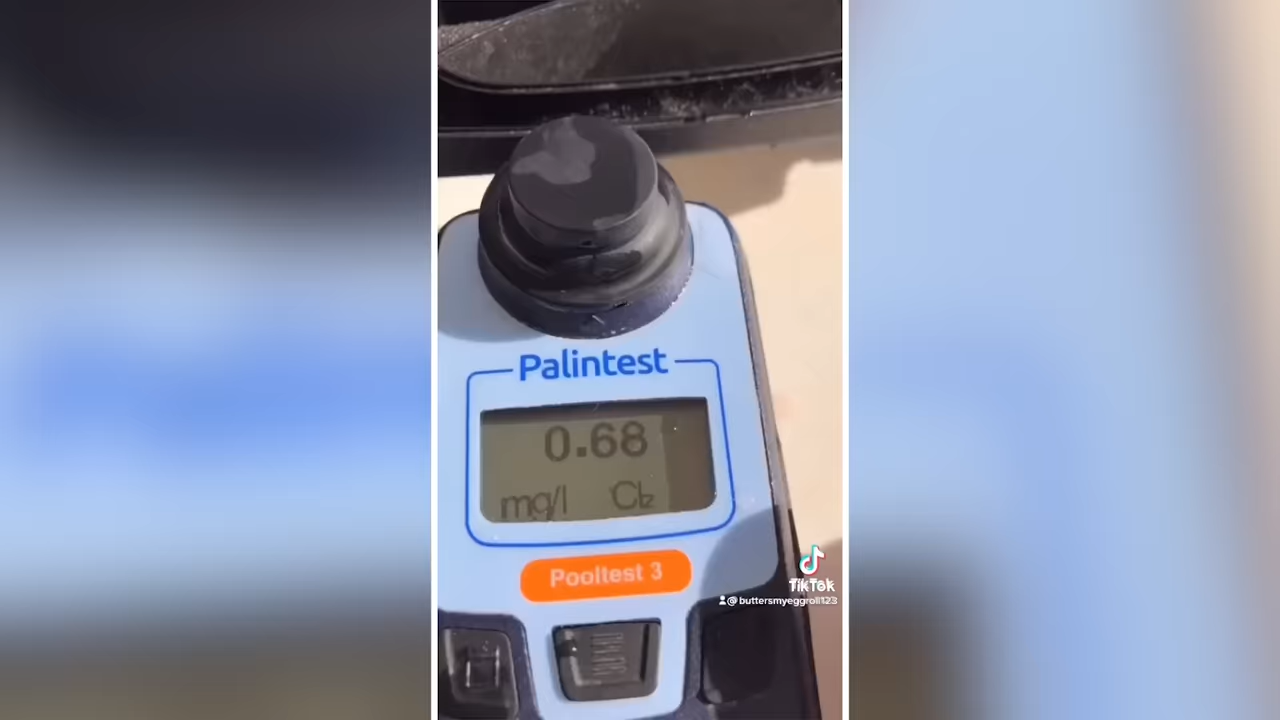 Palintest
0.68
mg/l Cl₂
Pooltest 3
TikTok
@buttersmyeggroll123